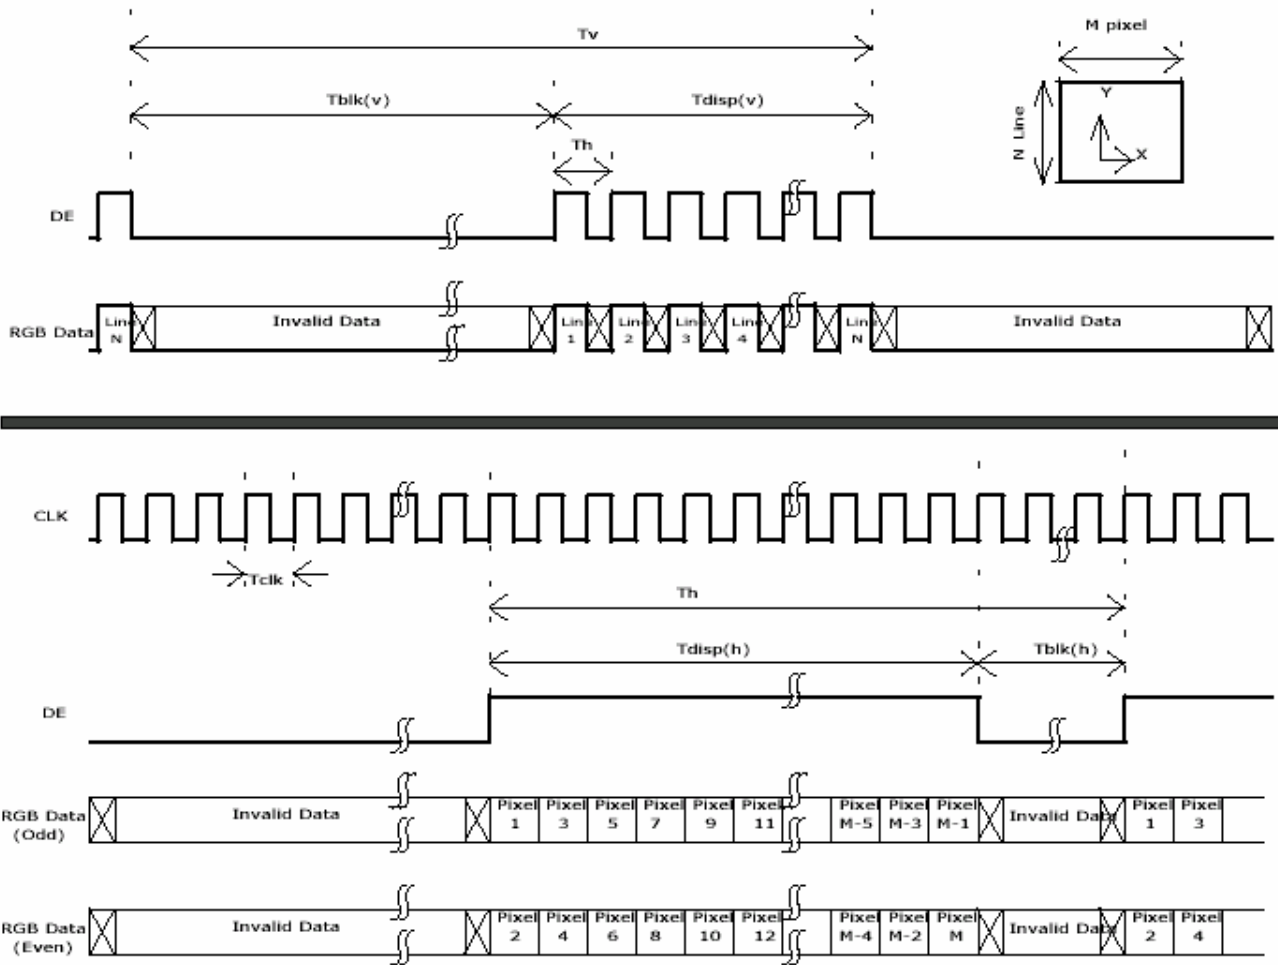 Tv
M pixel
Tblk(v)
Tdisp(v)
Y
N Line
X
Th
DE
RGB Data
Line N
Invalid Data
Line 1
Line 2
Line 3
Line 4
Line N
Invalid Data
CLK
Tclk
Th
Tdisp(h)
Tblk(h)
DE
RGB Data (Odd)
Invalid Data
Pixel 1
Pixel 3
Pixel 5
Pixel 7
Pixel 9
Pixel 11
Pixel M-5
Pixel M-3
Pixel M-1
Invalid Data
Pixel 1
Pixel 3
RGB Data (Even)
Invalid Data
Pixel 2
Pixel 4
Pixel 6
Pixel 8
Pixel 10
Pixel 12
Pixel M-4
Pixel M-2
Pixel M
Invalid Data
Pixel 2
Pixel 4